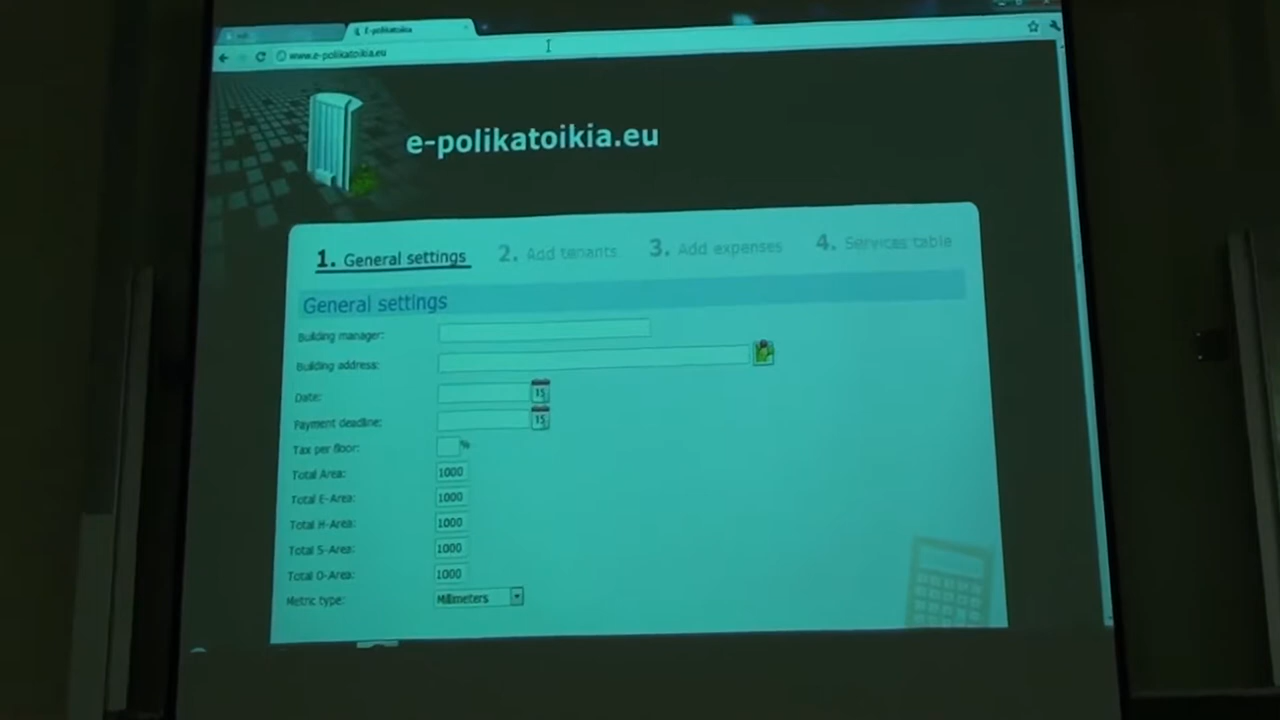 E-polikatoikia
www.e-polikatoikia.eu
e-polikatoikia.eu
1. General settings 2. Add tenants 3. Add expenses 4. Services table
General settings
Building manager:
Building address:
Date: 15
Payment deadline: 15
Tax per floor: %
Total Area: 1000
Total E-Area: 1000
Total H-Area: 1000
Total S-Area: 1000
Total O-Area: 1000
Metric type: Millimeters